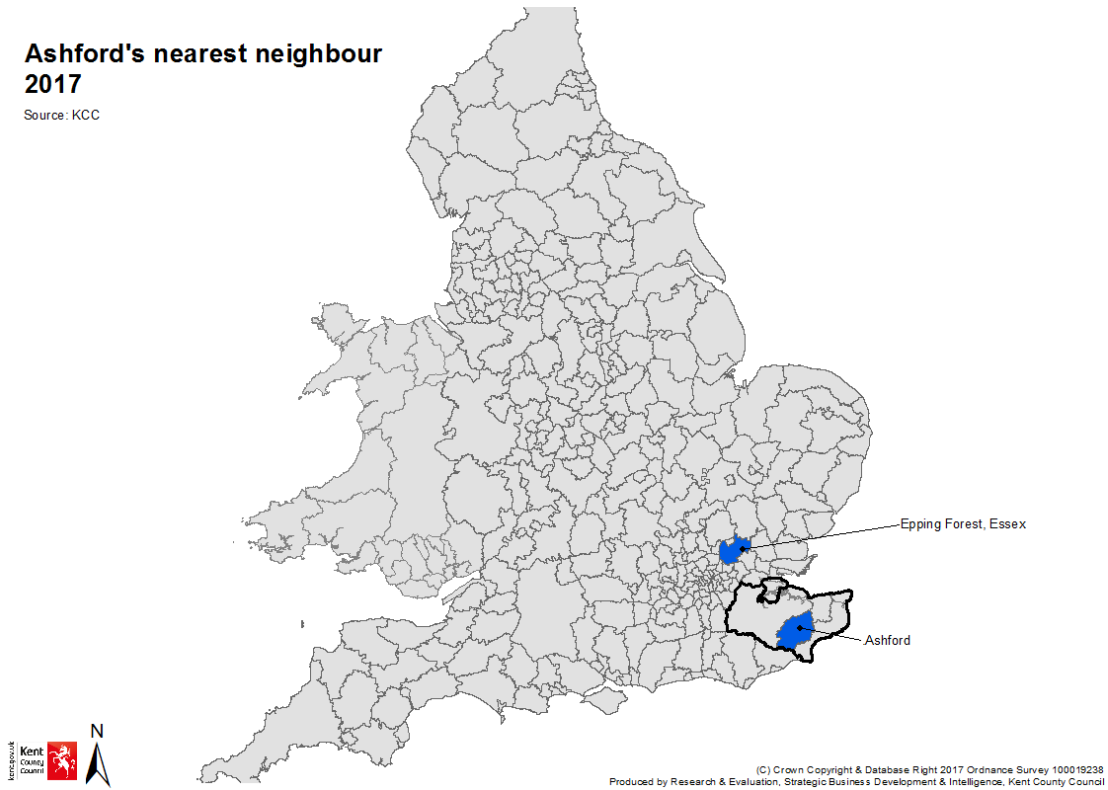 Ashford's nearest neighbour
2017
Source: KCC
Epping Forest, Essex
Ashford
N
kent.gov.uk
Kent
County
Council
(C) Crown Copyright & Database Right 2017 Ordnance Survey 100019238
Produced by Research & Evaluation, Strategic Business Development & Intelligence, Kent County Council